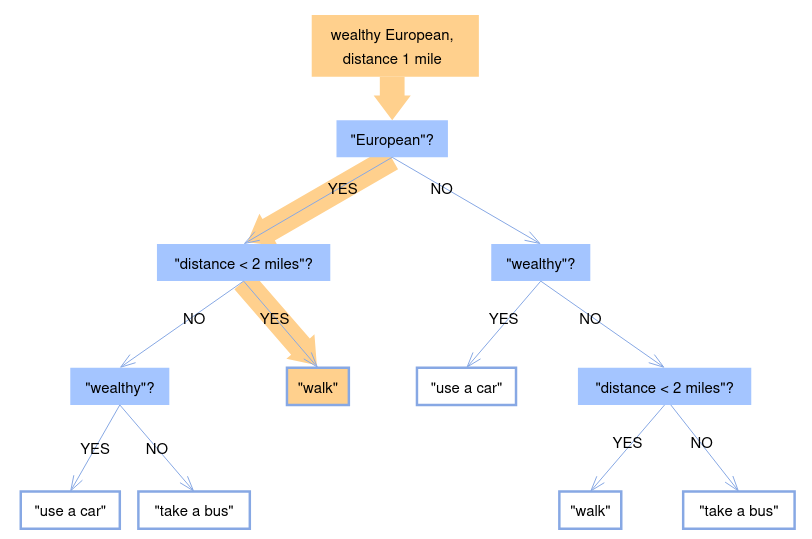 wealthy European,
distance 1 mile
"European"?
YES
NO
"distance < 2 miles"?
"wealthy"?
NO
YES
YES
NO
"wealthy"?
"walk"
"use a car"
"distance < 2 miles"?
YES
NO
YES
NO
"use a car"
"take a bus"
"walk"
"take a bus"